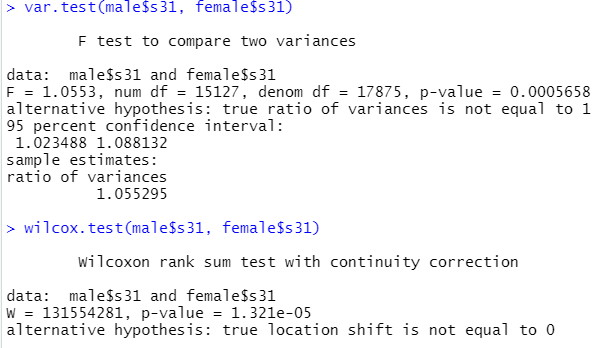 > var.test(male$s31, female$s31)
F test to compare two variances
data:  male$s31 and female$s31
F = 1.0553, num df = 15127, denom df = 17875, p-value = 0.0005658
alternative hypothesis: true ratio of variances is not equal to 1
95 percent confidence interval:
1.023488 1.088132
sample estimates:
ratio of variances
1.055295
> wilcox.test(male$s31, female$s31)
Wilcoxon rank sum test with continuity correction
data:  male$s31 and female$s31
W = 131554281, p-value = 1.321e-05
alternative hypothesis: true location shift is not equal to 0